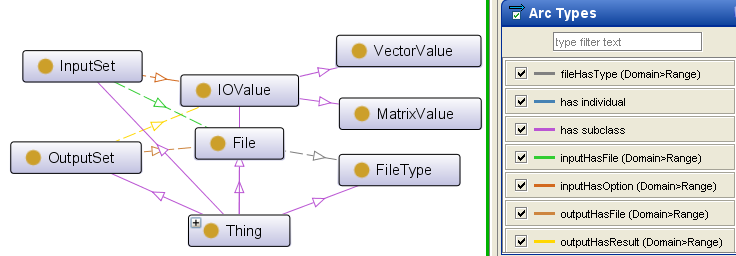 InputSet
VectorValue
IOValue
MatrixValue
File
OutputSet
FileType
Thing
Arc Types
type filter text
fileHasType (Domain>Range)
has individual
has subclass
inputHasFile (Domain>Range)
inputHasOption (Domain>Range)
outputHasFile (Domain>Range)
outputHasResult (Domain>Range)